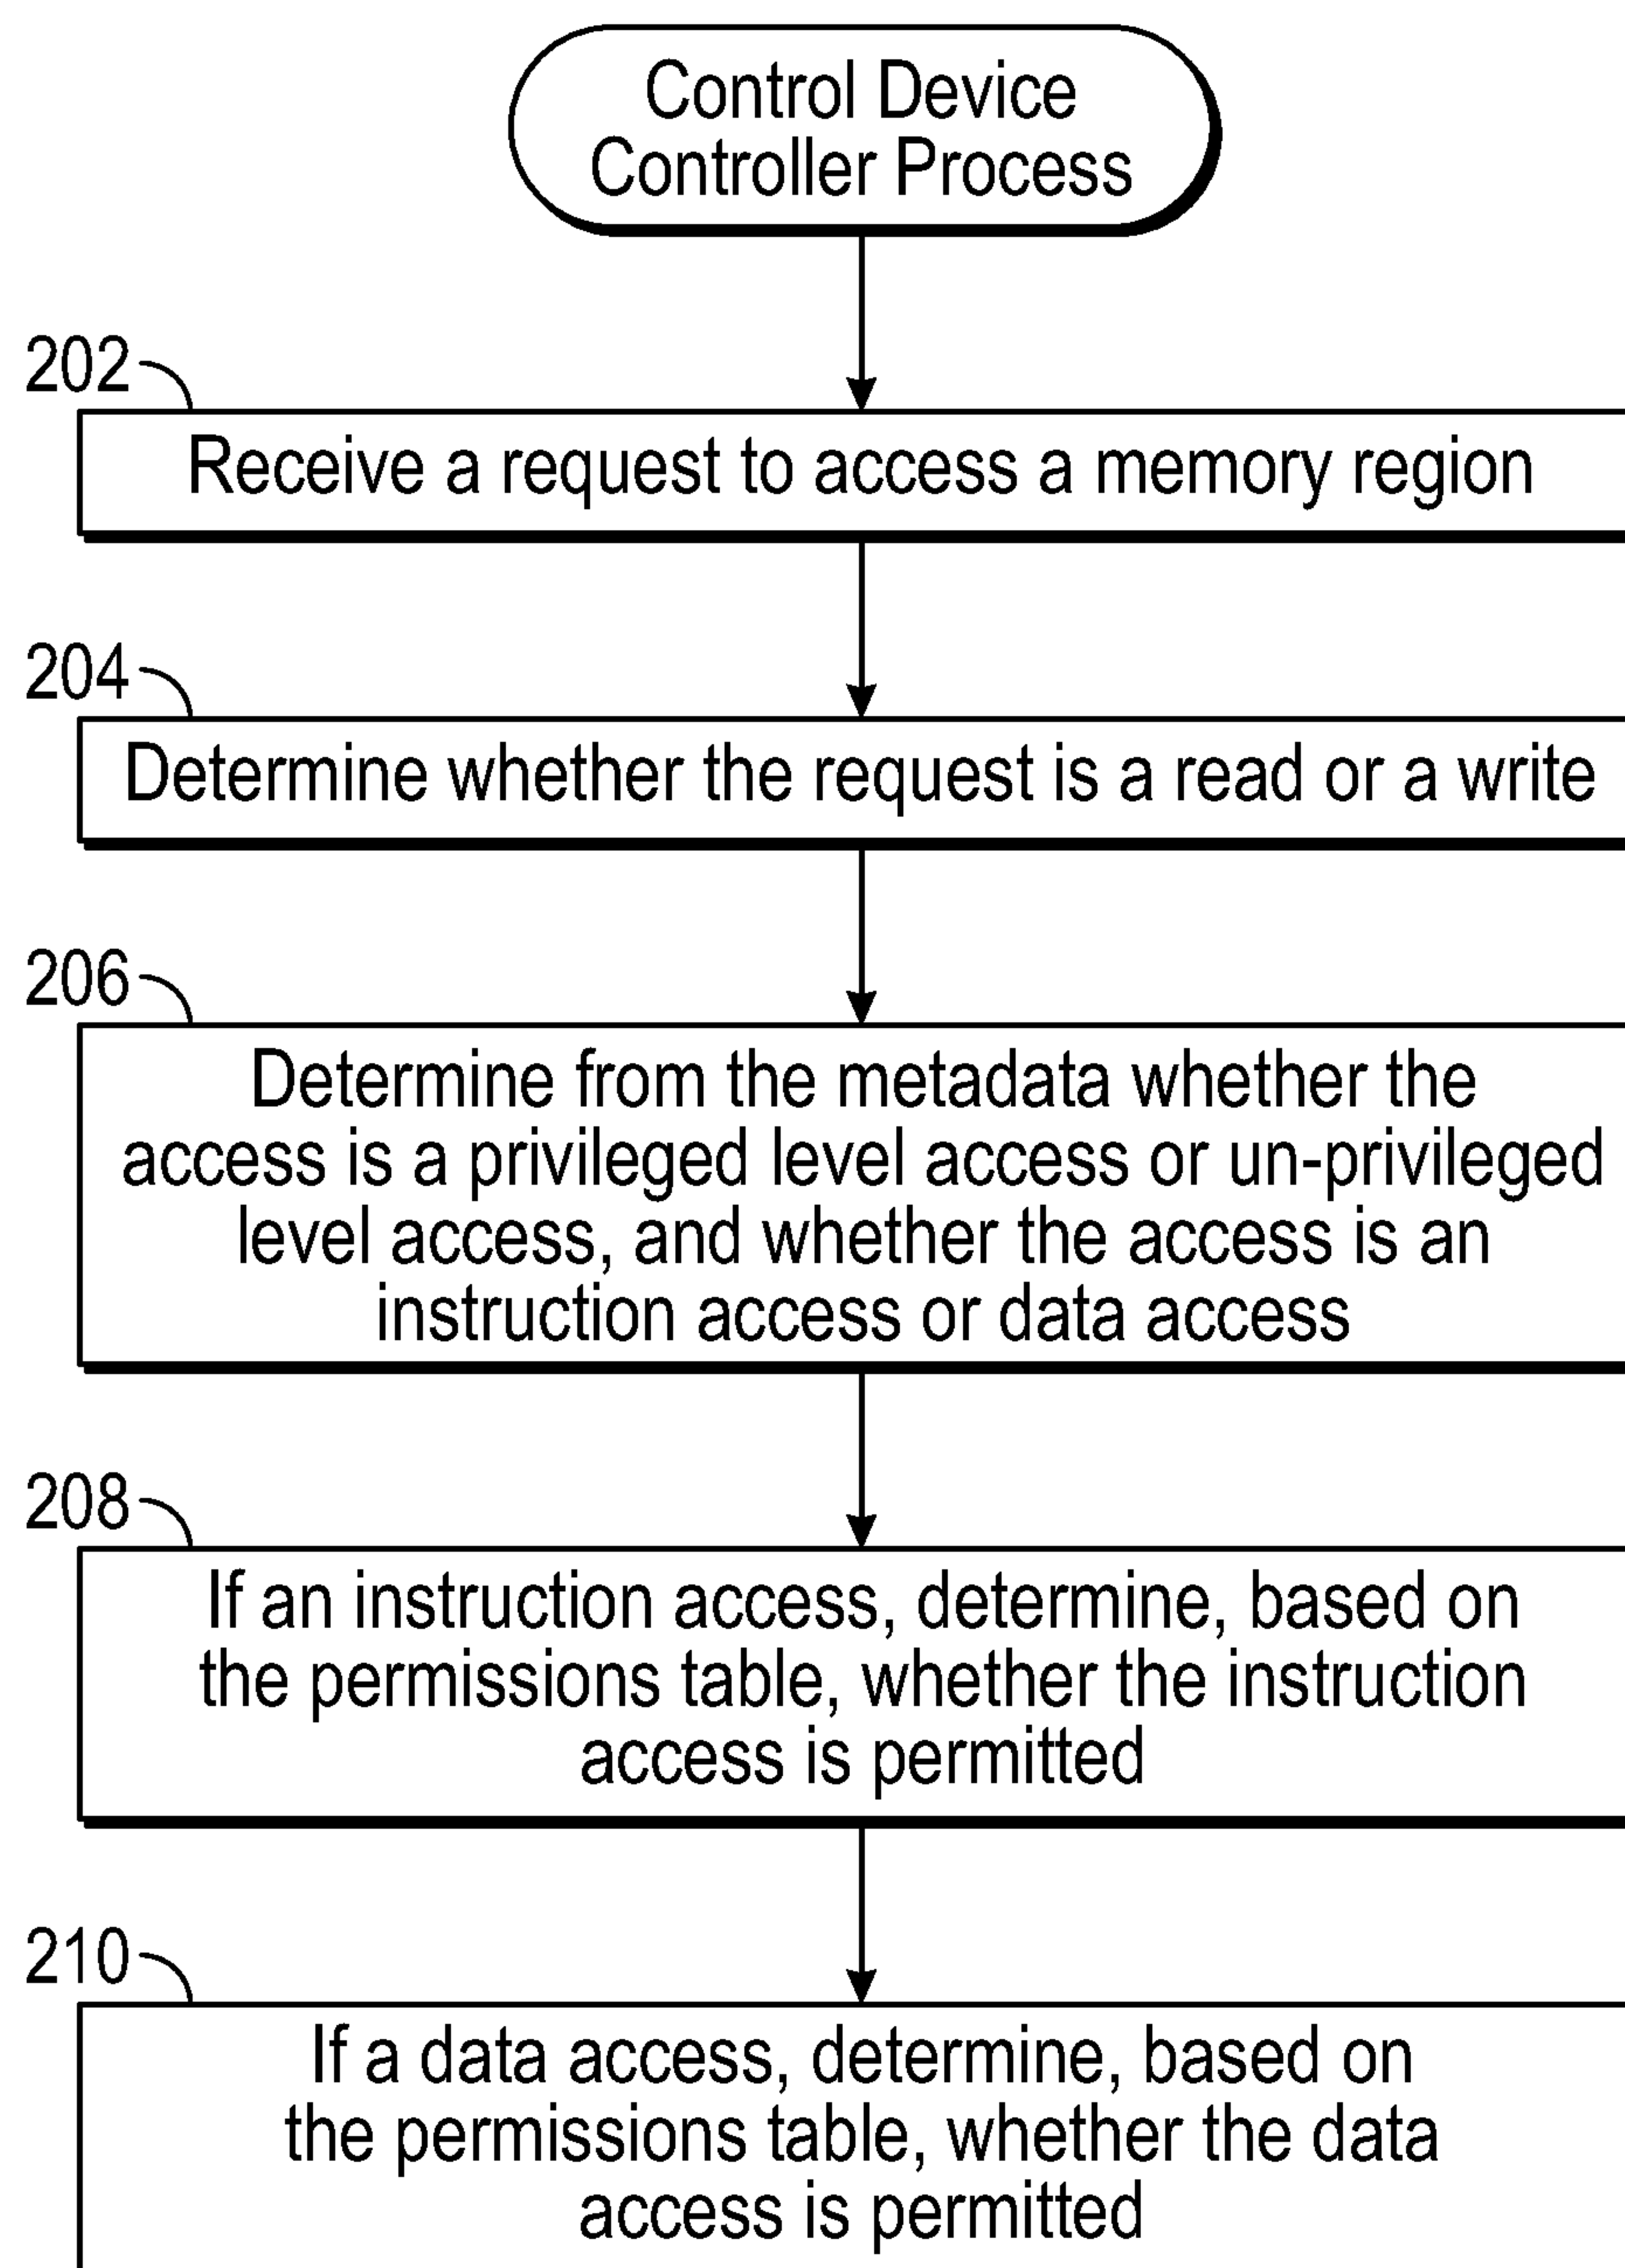 Control Device
Controller Process
202
Receive a request to access a memory region
204
Determine whether the request is a read or a write
206
Determine from the metadata whether the
access is a privileged level access or un-privileged
level access, and whether the access is an
instruction access or data access
208
If an instruction access, determine, based on
the permissions table, whether the instruction
access is permitted
210
If a data access, determine, based on
the permissions table, whether the data
access is permitted